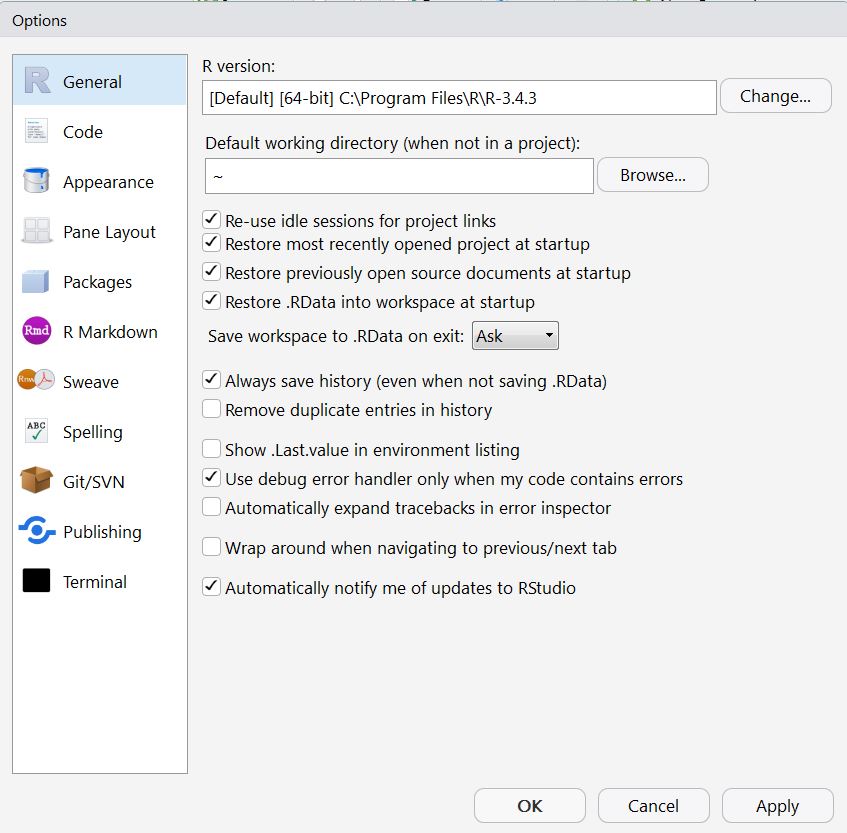 Options
General
Code
Appearance
Pane Layout
Packages
Rmd R Markdown
Rnw Sweave
ABC Spelling
Git/SVN
Publishing
Terminal
R version:
[Default] [64-bit] C:\Program Files\R\R-3.4.3 Change...
Default working directory (when not in a project):
~ Browse...
Re-use idle sessions for project links
Restore most recently opened project at startup
Restore previously open source documents at startup
Restore .RData into workspace at startup
Save workspace to .RData on exit: Ask
Always save history (even when not saving .RData)
Remove duplicate entries in history
Show .Last.value in environment listing
Use debug error handler only when my code contains errors
Automatically expand tracebacks in error inspector
Wrap around when navigating to previous/next tab
Automatically notify me of updates to RStudio
OK Cancel Apply